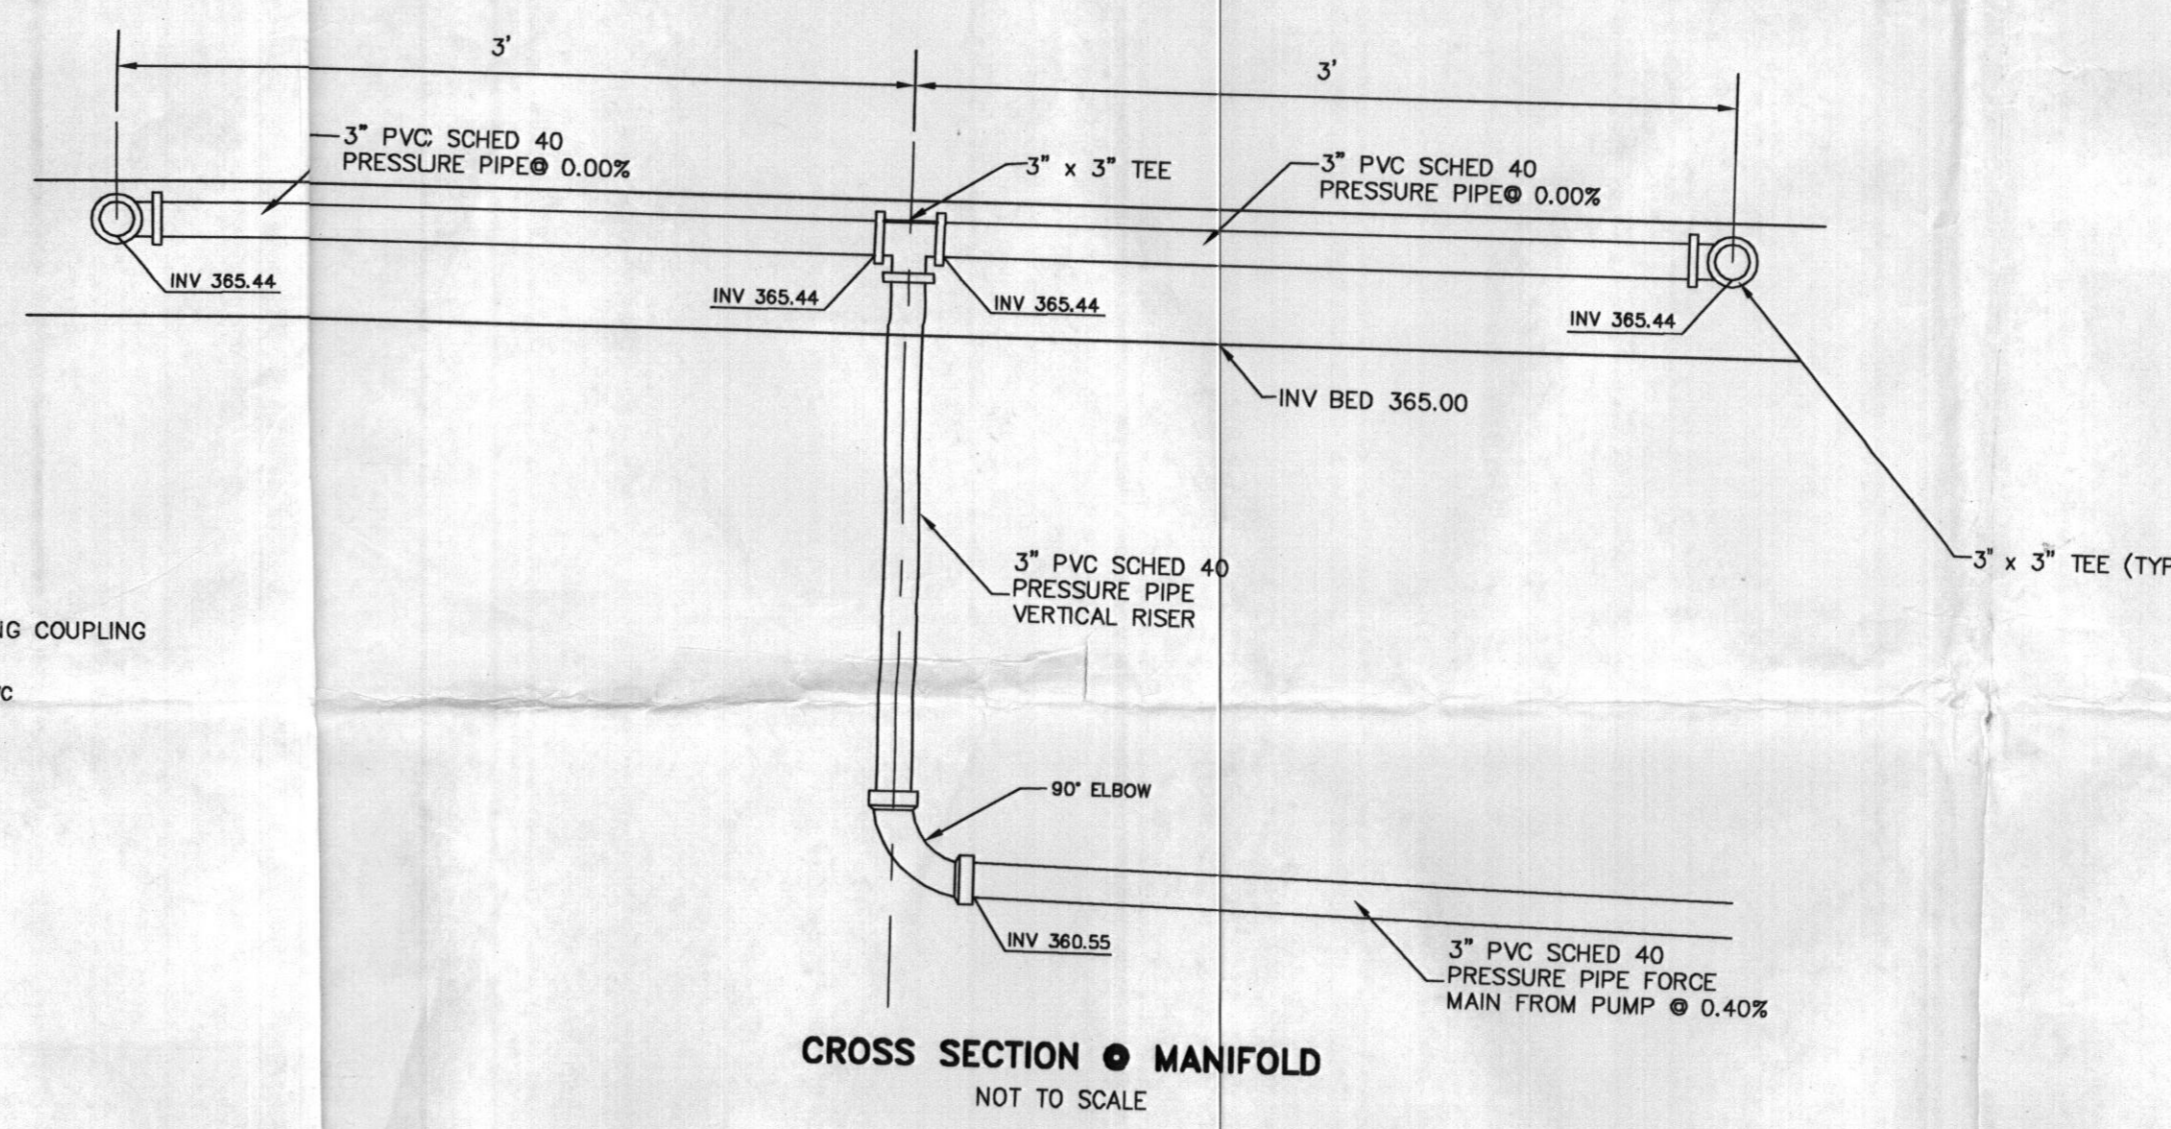 3'
3'
3" PVC SCHED 40
PRESSURE PIPE@ 0.00%
3" x 3" TEE
3" PVC SCHED 40
PRESSURE PIPE@ 0.00%
INV 365.44
INV 365.44
INV 365.44
INV 365.44
INV BED 365.00
3" PVC SCHED 40
PRESSURE PIPE
VERTICAL RISER
3" x 3" TEE (TYP
COUPLING
90° ELBOW
INV 360.55
3" PVC SCHED 40
PRESSURE PIPE FORCE
MAIN FROM PUMP @ 0.40%
CROSS SECTION @ MANIFOLD
NOT TO SCALE